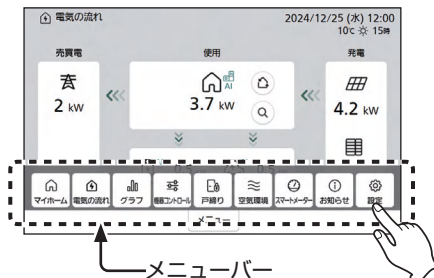 電気の流れ
2024/12/25 (水) 12:00
10℃ 15時
売買電
使用
発電
AI
2 kW
3.7 kW
4.2 kW
マイホーム
電気の流れ
グラフ
機器コントロール
戸締り
空気環境
スマートメーター
お知らせ
設定
メニュー
メニューバー